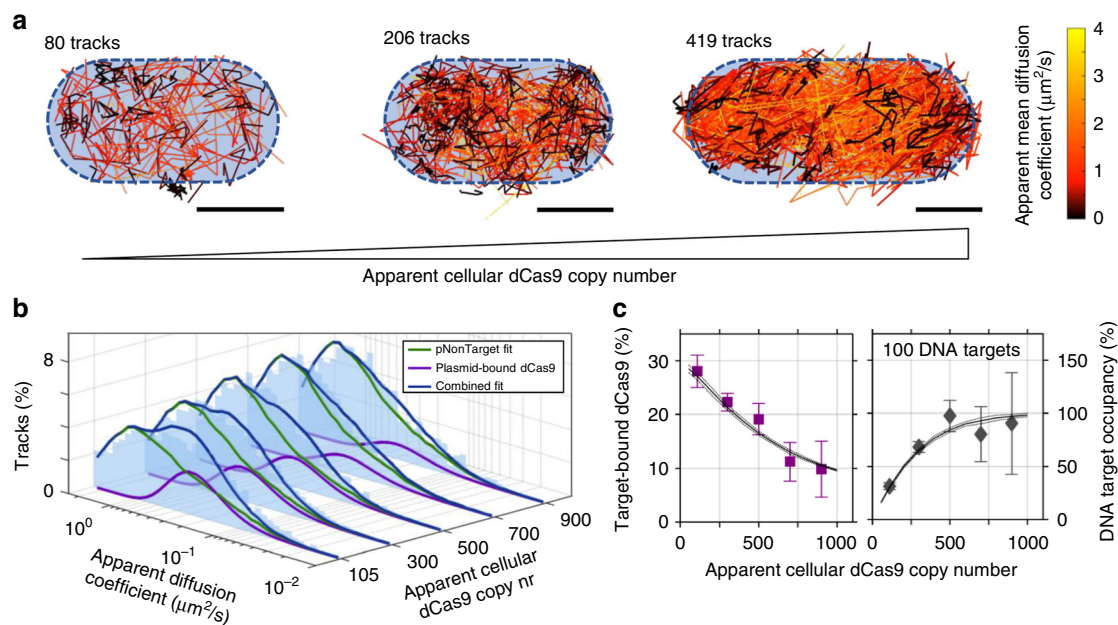 a
80 tracks
206 tracks
419 tracks
Apparent mean diffusion
coefficient (μm²/s)
4
3
2
1
0
Apparent cellular dCas9 copy number
b
pNonTarget fit
Plasmid-bound dCas9
Combined fit
Tracks (%)
8
0
10⁰
10⁻¹
10⁻²
Apparent diffusion
coefficient (μm²/s)
105
300
500
700
900
Apparent cellular
dCas9 copy nr
c
Target-bound dCas9 (%)
30
20
10
0
0
500
1000
100 DNA targets
150
100
50
0
0
500
1000
DNA target occupancy (%)
Apparent cellular dCas9 copy number